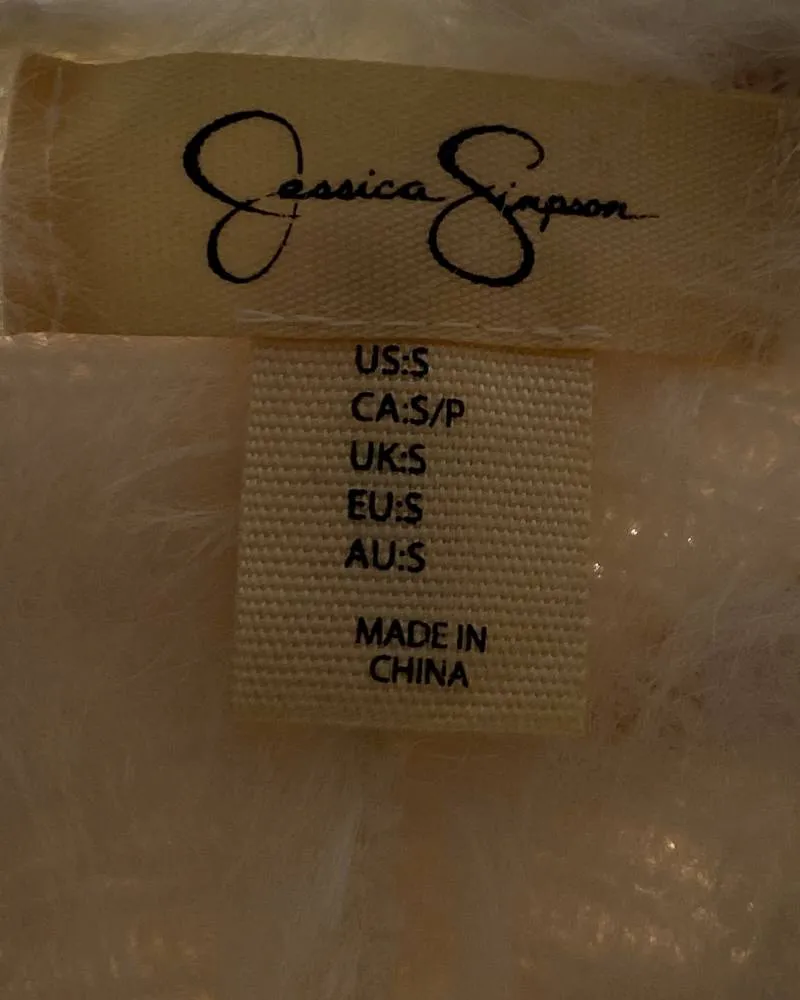 Jessica Simpson
US:S
CA:S/P
UK:S
EU:S
AU:S
MADE IN
CHINA